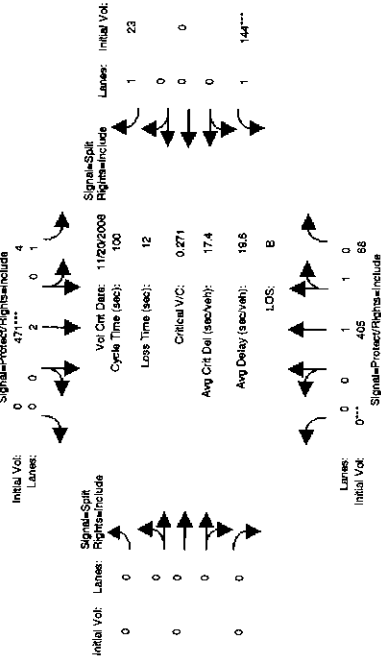 Signal=Protect/Rights=Include
Initial Vol: 0 471*** 4
Lanes: 0 0 2 0 1
Signal=Split
Rights=Include
Signal=Split
Rights=Include
Initial Vol: Lanes:
Vol Cnt Date: 11/20/2008
Lanes: Initial Vol:
0 0
Cycle Time (sec): 100
1 23
0
Loss Time (sec): 12
0
0 0
Critical V/C: 0.271
0 0
0
Avg Crit Del (sec/veh): 17.4
0
0 0
Avg Delay (sec/veh): 19.6
1 144***
LOS: B
Lanes: 0 0 1 1 0
Initial Vol: 0*** 405
Signal=Protect/Rights=Include